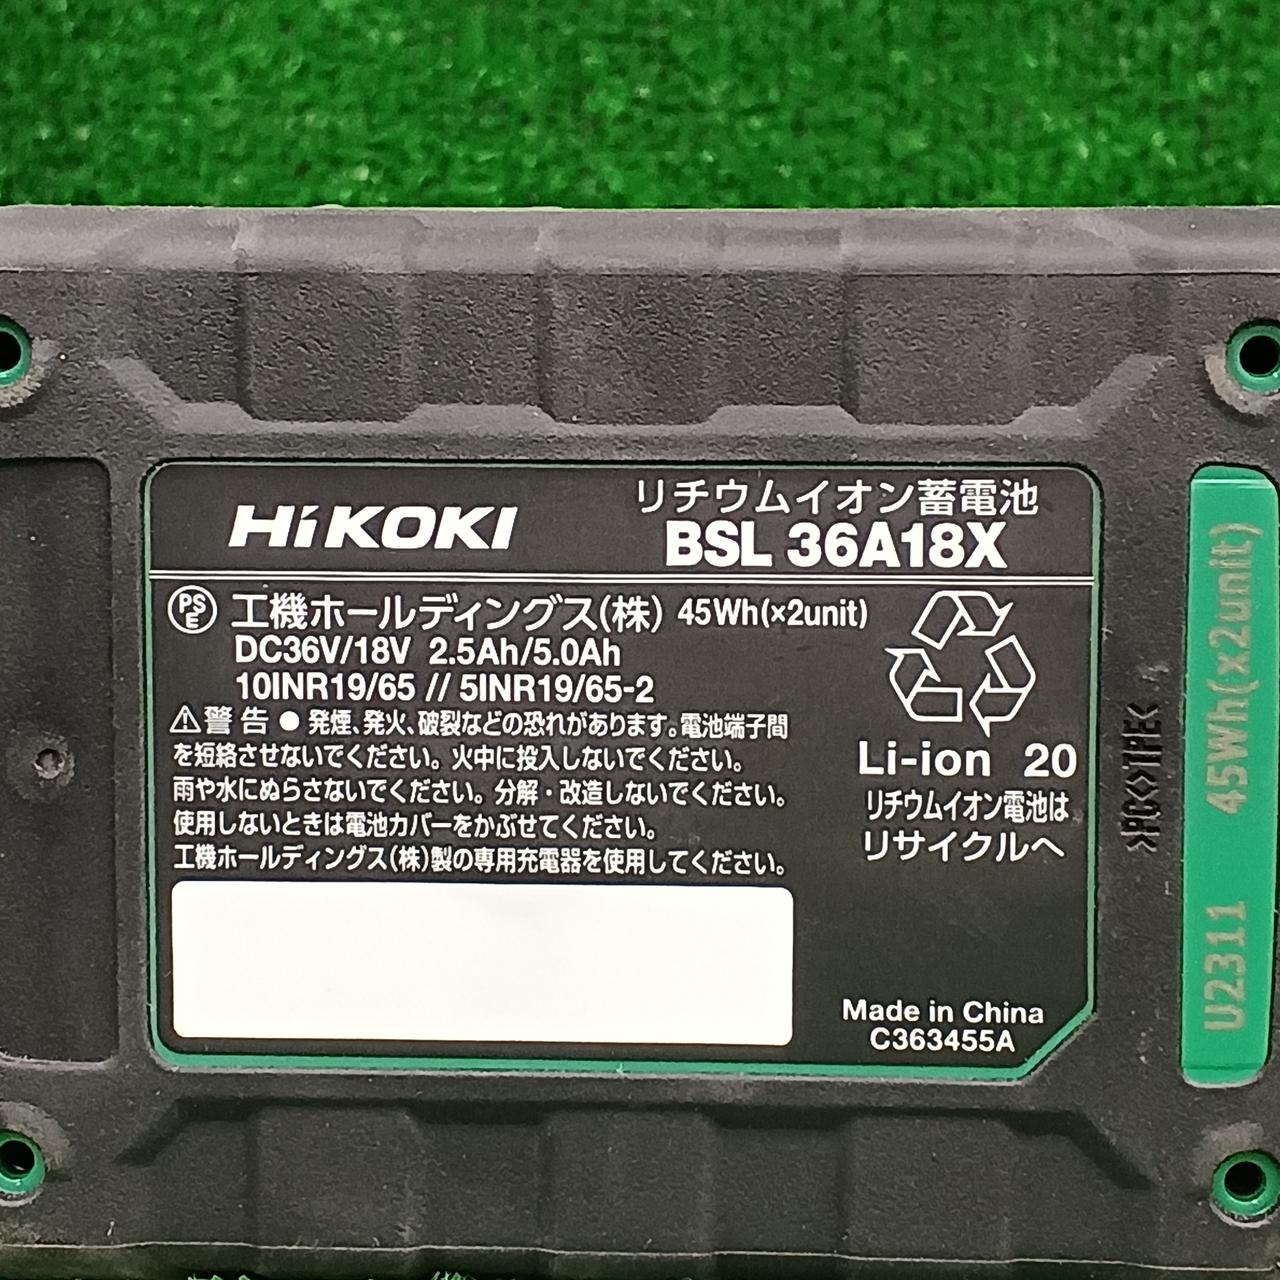 HiKOKI
リチウムイオン蓄電池
BSL 36A18X
PS
E
工機ホールディングス(株) 45Wh(×2unit)
DC36V/18V 2.5Ah/5.0Ah
10INR19/65 // 5INR19/65-2
⚠警告 ● 発煙、発火、破裂などの恐れがあります。電池端子間
を短絡させないでください。火中に投入しないでください。
雨や水にぬらさないでください。分解・改造しないでください。
使用しないときは電池カバーをかぶせてください。
工機ホールディングス(株)製の専用充電器を使用してください。
Li-ion 20
リチウムイオン電池は
リサイクルへ
Made in China
C363455A
>PC<>TPE<
U2311 45Wh(x2unit)